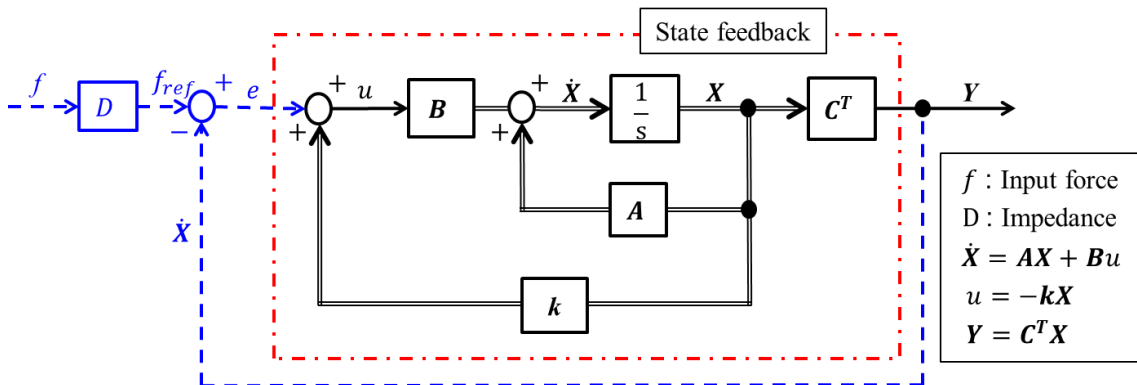 State feedback
f
D
f_ref
+
e
−
+
u
+
B
+
+
Ẋ
1/s
X
C^T
Y
A
k
Ẋ
f : Input force
D : Impedance
Ẋ = AX + Bu
u = −kX
Y = C^T X